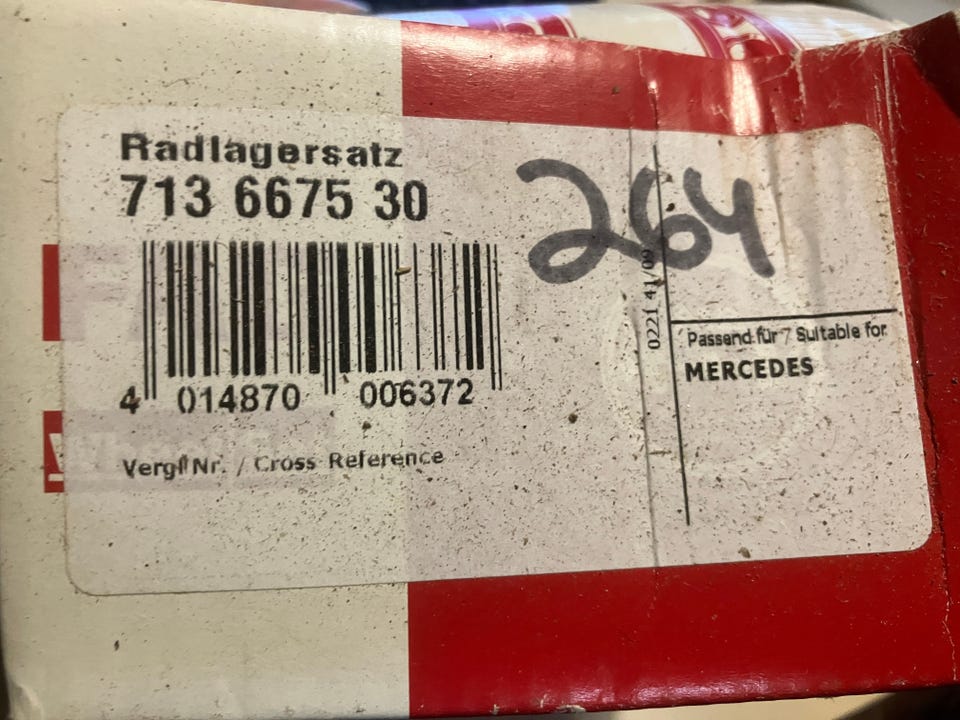 Radlagersatz
713 6675 30
264
4 014870 006372
0221 41/09
Passend für / Suitable for
MERCEDES
Vergl Nr. / Cross Reference